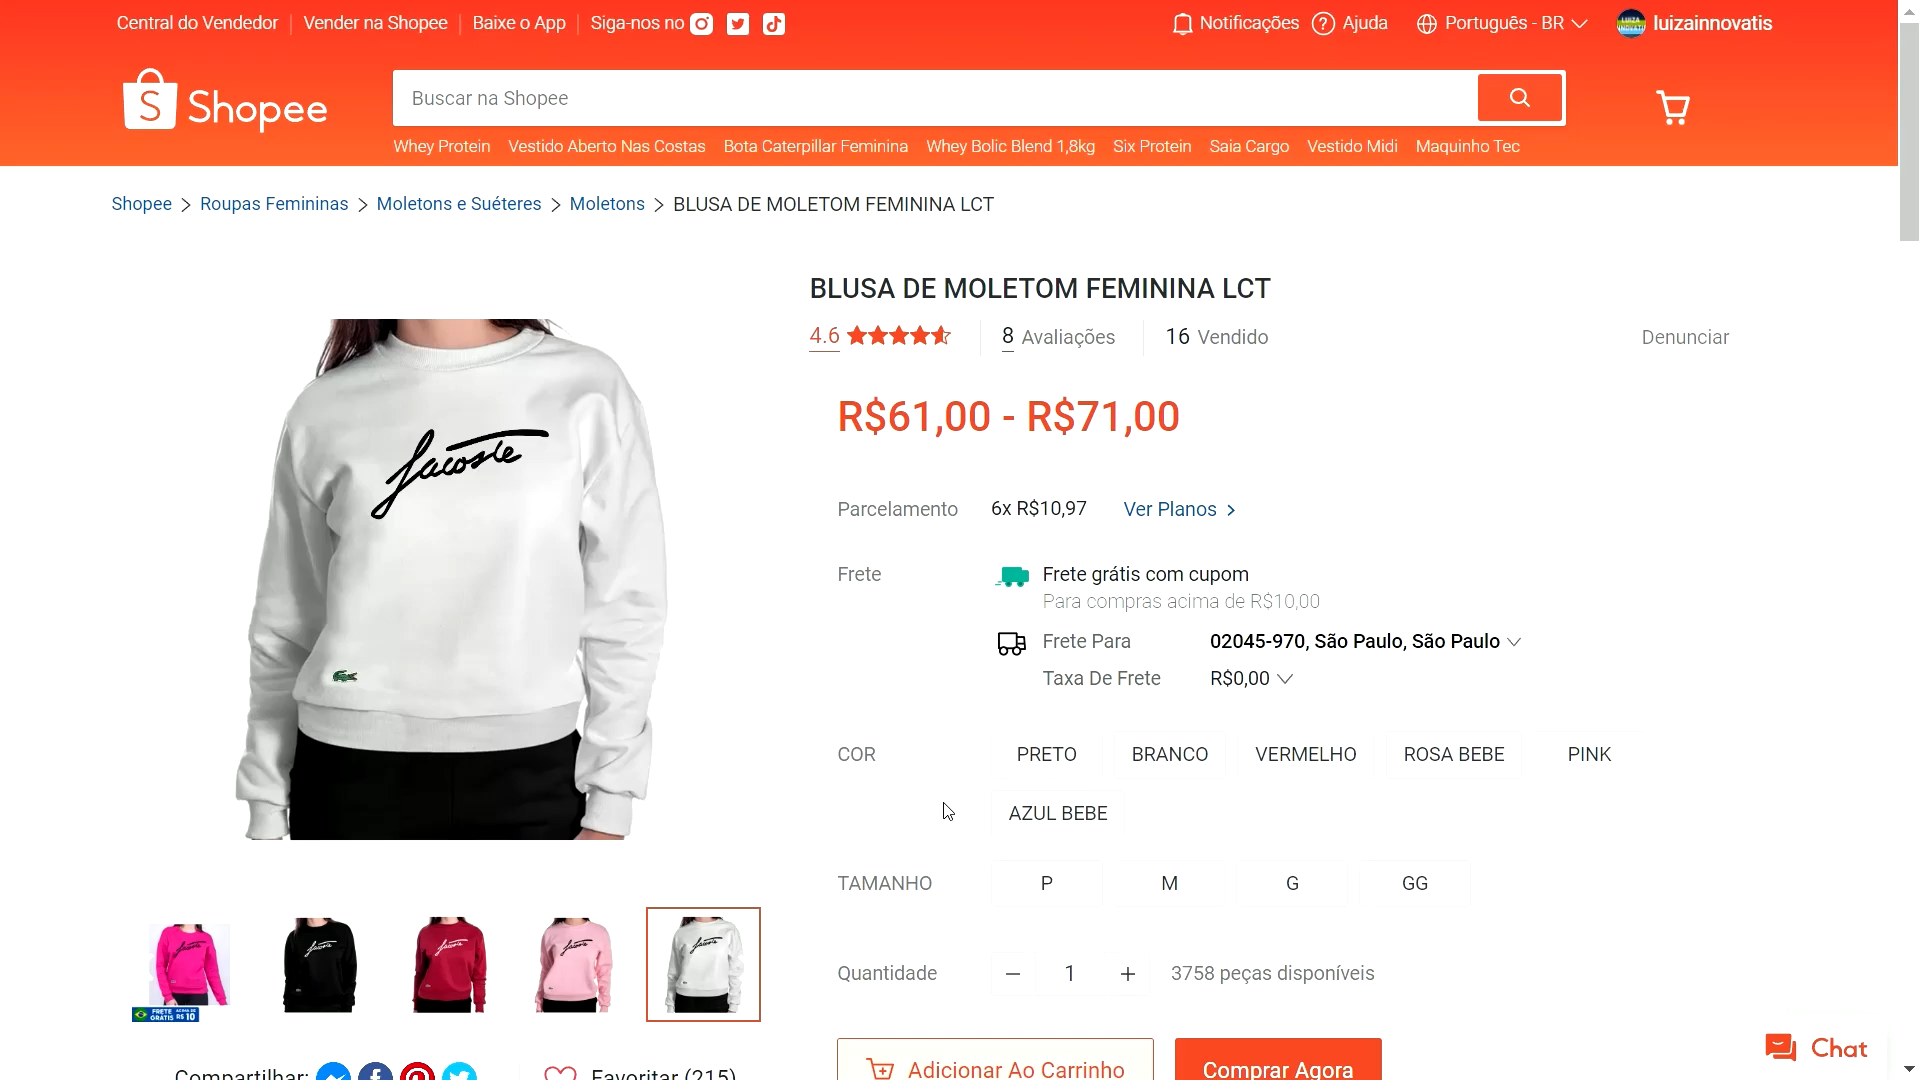 Central do Vendedor Vender na Shopee Baixe o App Siga-nos no Notificações Ajuda Português - BR luizainnovatis
Shopee
Buscar na Shopee
Whey Protein Vestido Aberto Nas Costas Bota Caterpillar Feminina Whey Bolic Blend 1,8kg Six Protein Saia Cargo Vestido Midi Maquinho Tec
Shopee > Roupas Femininas > Moletons e Suéteres > Moletons > BLUSA DE MOLETOM FEMININA LCT
BLUSA DE MOLETOM FEMININA LCT
4.6 8 Avaliações 16 Vendido Denunciar
R$61,00 - R$71,00
Lacoste
Parcelamento 6x R$10,97 Ver Planos >
Frete Frete grátis com cupom
Para compras acima de R$10,00
Frete Para 02045-970, São Paulo, São Paulo
Taxa De Frete R$0,00
COR PRETO BRANCO VERMELHO ROSA BEBE PINK
AZUL BEBE
TAMANHO P M G GG
Quantidade - 1 + 3758 peças disponíveis
FRETE GRÁTIS ACIMA DE R$ 10
Adicionar Ao Carrinho Comprar Agora
Chat
Compartilhar: Favoritar (215)